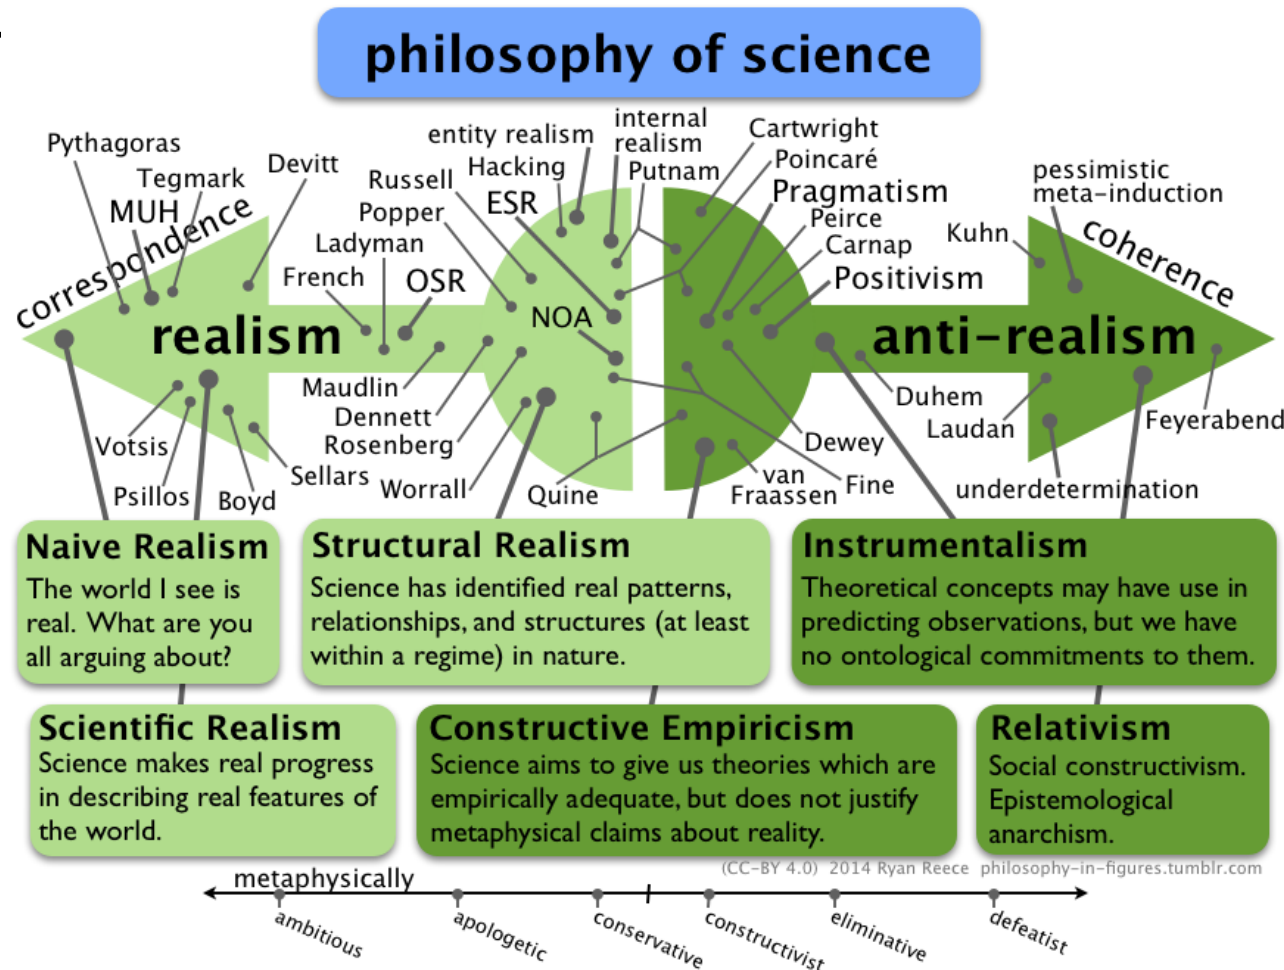 philosophy of science
Pythagoras
Tegmark
MUH
Devitt
correspondence
French
Ladyman
Popper
Russell
OSR
entity realism
Hacking
ESR
internal
realism
Putnam
NOA
Cartwright
Poincaré
Pragmatism
Peirce
Carnap
Positivism
Kuhn
pessimistic
meta-induction
coherence
realism
anti-realism
Votsis
Psillos
Boyd
Sellars
Maudlin
Dennett
Rosenberg
Worrall
Quine
van
Fraassen
Fine
Dewey
Duhem
Laudan
underdetermination
Feyerabend
Naive Realism
The world I see is
real. What are you
all arguing about?
Structural Realism
Science has identified real patterns,
relationships, and structures (at least
within a regime) in nature.
Instrumentalism
Theoretical concepts may have use in
predicting observations, but we have
no ontological commitments to them.
Scientific Realism
Science makes real progress
in describing real features of
the world.
Constructive Empiricism
Science aims to give us theories which are
empirically adequate, but does not justify
metaphysical claims about reality.
Relativism
Social constructivism.
Epistemological
anarchism.
(CC-BY 4.0) 2014 Ryan Reece philosophy-in-figures.tumblr.com
metaphysically
ambitious
apologetic
conservative
constructivist
eliminative
defeatist